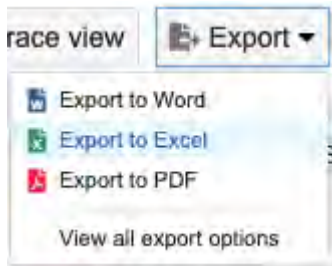 race view Export
Export to Word
Export to Excel
Export to PDF
View all export options